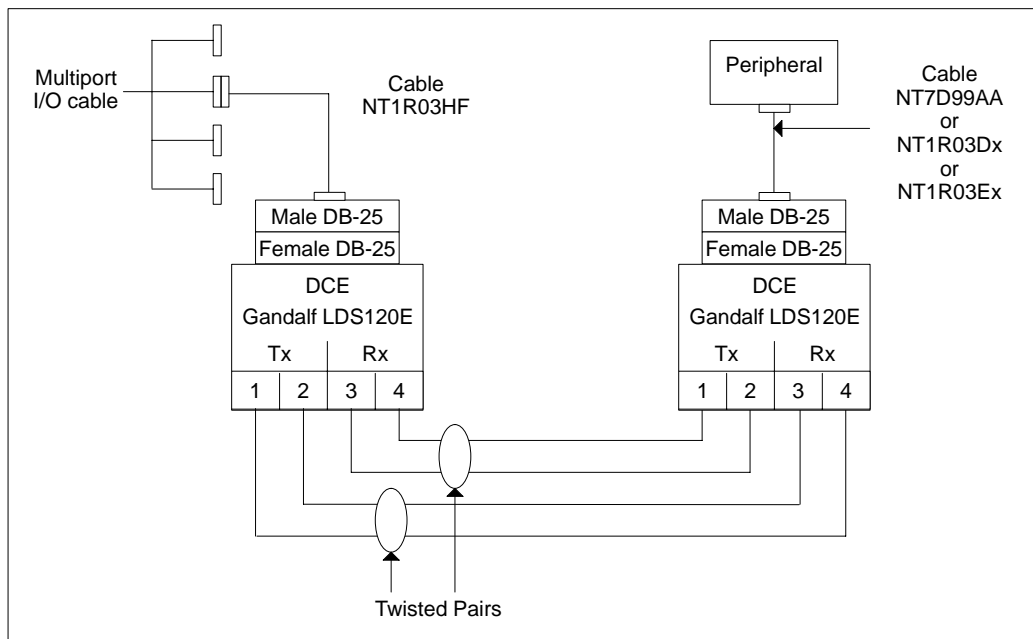 Multiport
I/O cable
Cable
NT1R03HF
Peripheral
Cable
NT7D99AA
or
NT1R03Dx
or
NT1R03Ex
Male DB-25
Female DB-25
DCE
Gandalf LDS120E
Tx Rx
1 2 3 4
Male DB-25
Female DB-25
DCE
Gandalf LDS120E
Tx Rx
1 2 3 4
Twisted Pairs